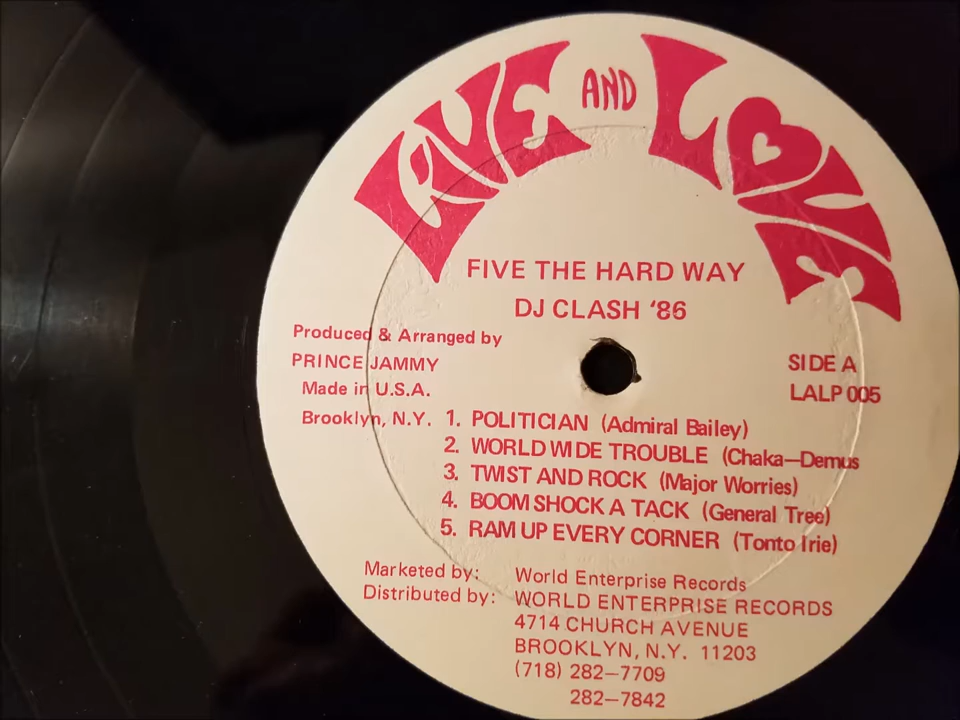 LIVE AND LOVE
FIVE THE HARD WAY
DJ CLASH '86
Produced & Arranged by
PRINCE JAMMY
Made in U.S.A.
Brooklyn, N.Y.
SIDE A
LALP 005
1. POLITICIAN (Admiral Bailey)
2. WORLD WIDE TROUBLE (Chaka—Demus
3. TWIST AND ROCK (Major Worries)
4. BOOM SHOCK A TACK (General Tree)
5. RAM UP EVERY CORNER (Tonto Irie)
Marketed by: World Enterprise Records
Distributed by: WORLD ENTERPRISE RECORDS
4714 CHURCH AVENUE
BROOKLYN, N.Y. 11203
(718) 282—7709
282—7842